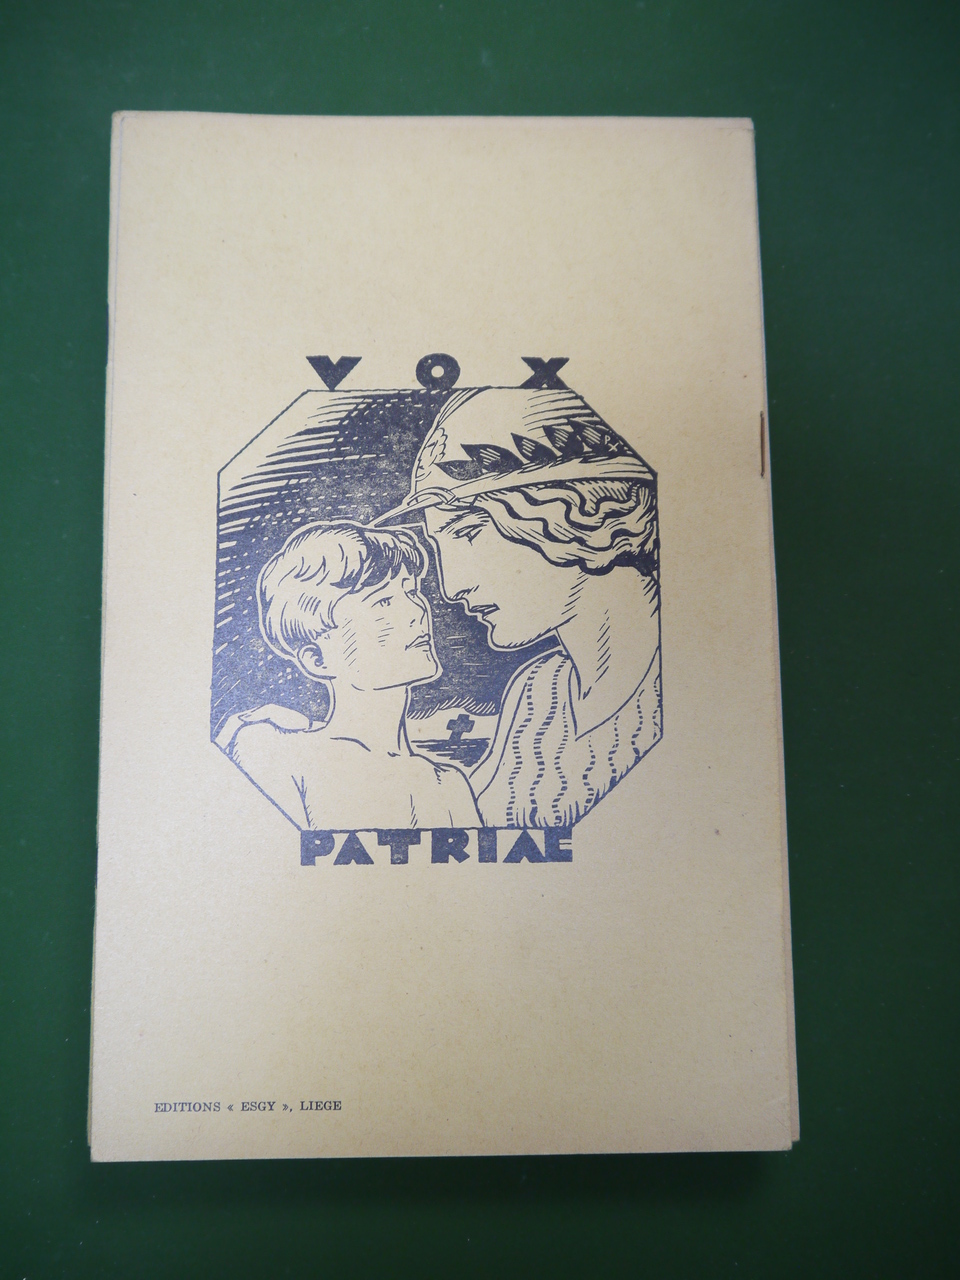 VOX
PATRIAE
EDITIONS « ESGY », LIEGE